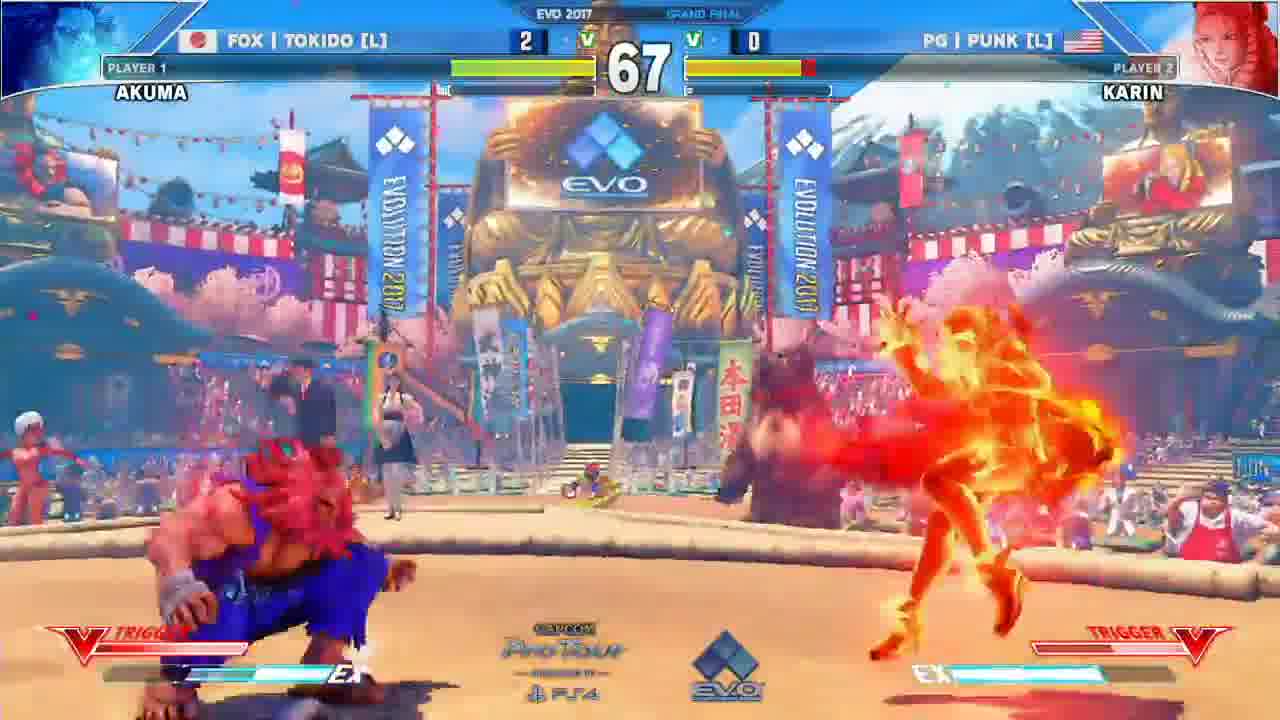 EVO 2017 GRAND FINAL
FOX | TOKIDO [L] 2 V 67 V 0 PG | PUNK [L]
PLAYER 1 PLAYER 2
AKUMA KARIN
EVO
EVOLUTION 2017
EVOLUTION 2017
本田
TRIGGER
TRIGGER
EX
EX
CAPCOM
PRO TOUR
PS4
EVO